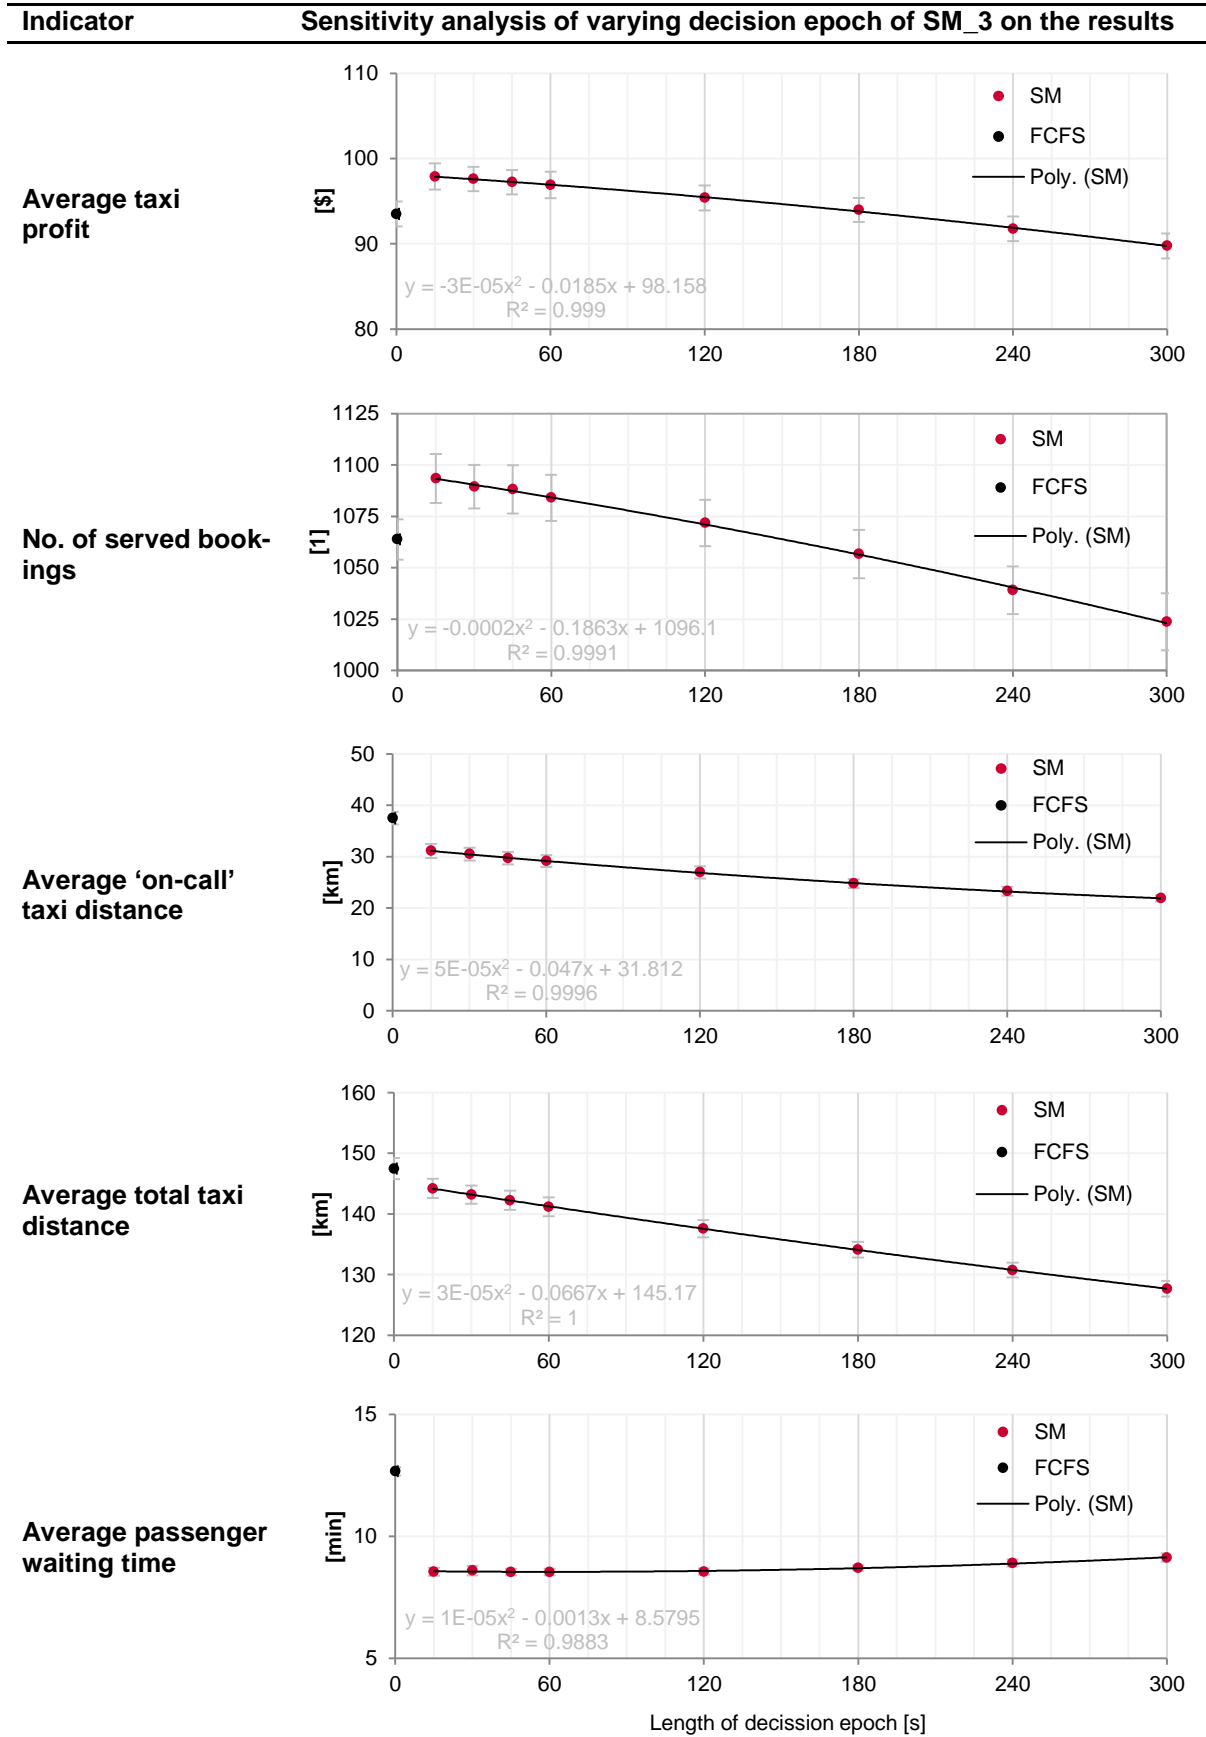 Indicator Sensitivity analysis of varying decision epoch of SM_3 on the results
Average taxi
profit
[$]
110
100
90
80
SM
FCFS
Poly. (SM)
y = -3E-05x² - 0.0185x + 98.158
R² = 0.999
0 60 120 180 240 300
No. of served book-
ings
[1]
1125
1100
1075
1050
1025
1000
SM
FCFS
Poly. (SM)
y = -0.0002x² - 0.1863x + 1096.1
R² = 0.9991
0 60 120 180 240 300
Average ‘on-call’
taxi distance
[km]
50
40
30
20
10
0
SM
FCFS
Poly. (SM)
y = 5E-05x² - 0.047x + 31.812
R² = 0.9996
0 60 120 180 240 300
Average total taxi
distance
[km]
160
150
140
130
120
SM
FCFS
Poly. (SM)
y = 3E-05x² - 0.0667x + 145.17
R² = 1
0 60 120 180 240 300
Average passenger
waiting time
[min]
15
10
5
SM
FCFS
Poly. (SM)
y = 1E-05x² - 0.0013x + 8.5795
R² = 0.9883
0 60 120 180 240 300
Length of decission epoch [s]